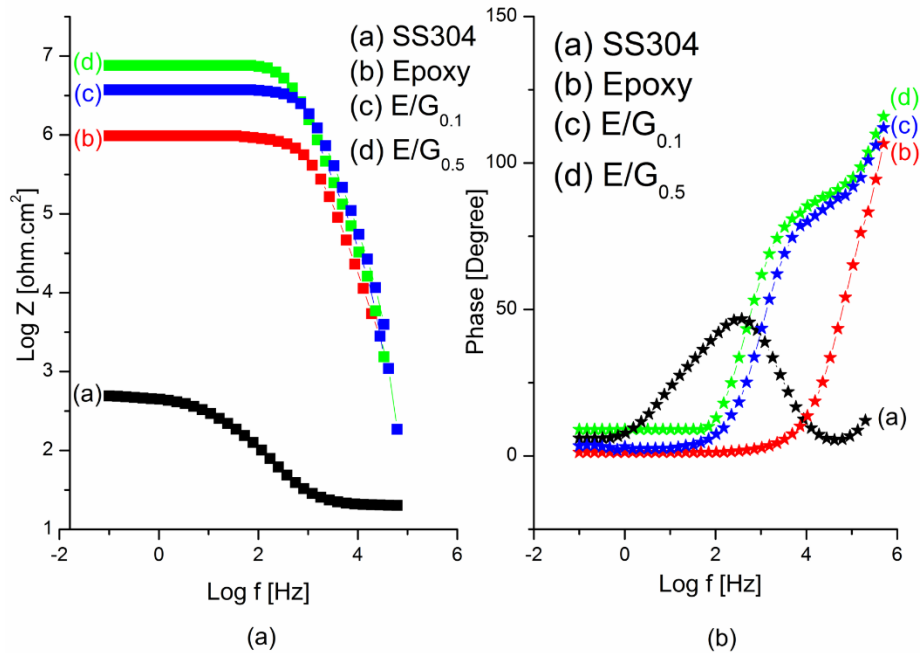 7
6
5
4
3
2
1
-2
0
2
4
6
Log Z [ohm.cm²]
Log f [Hz]
(a) SS304
(b) Epoxy
(c) E/G₀.₁
(d) E/G₀.₅
(d)
(c)
(b)
(a)
(a)
150
100
50
0
-2
0
2
4
6
Phase [Degree]
Log f [Hz]
(a) SS304
(b) Epoxy
(c) E/G₀.₁
(d) E/G₀.₅
(d)
(c)
(b)
(a)
(b)